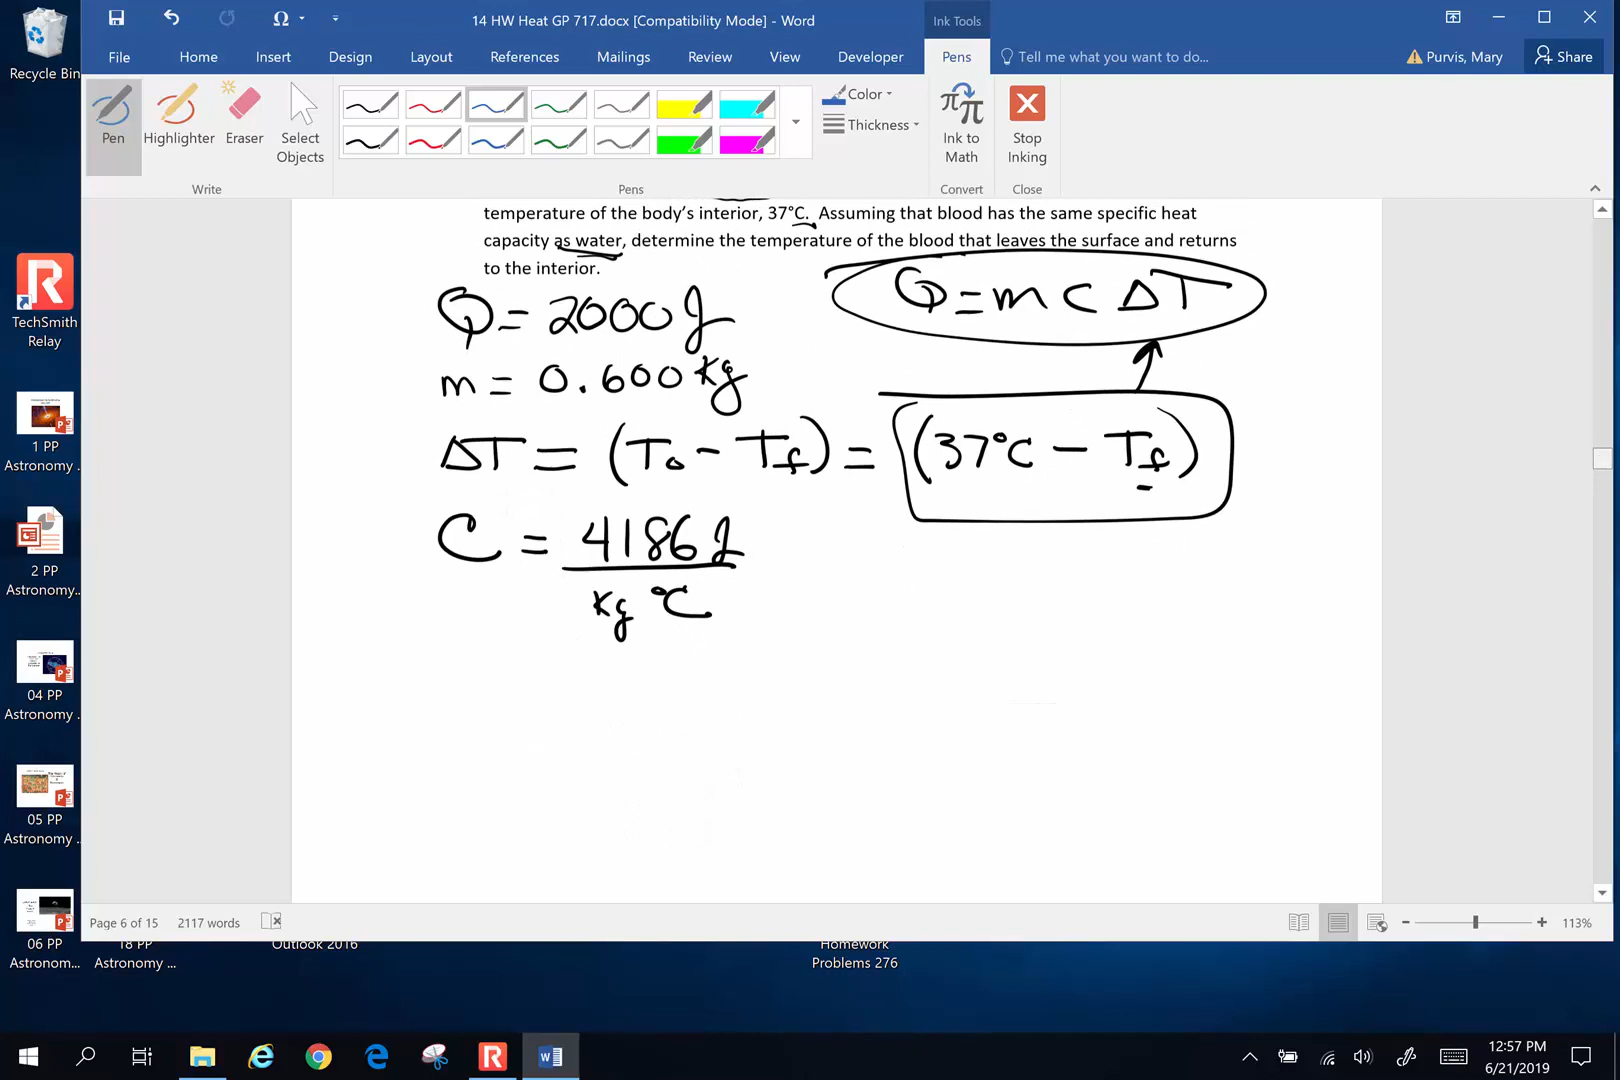 Recycle Bin
14 HW Heat GP 717.docx [Compatibility Mode] - Word
Ink Tools
File Home Insert Design Layout References Mailings Review View Developer Pens Tell me what you want to do...
Purvis, Mary
Share
Pen
Highlighter
Eraser
Select
Objects
Color
Thickness
Ink to
Math
Stop
Inking
Write
Pens
Convert
Close
temperature of the body's interior, 37°C. Assuming that blood has the same specific heat
capacity as water, determine the temperature of the blood that leaves the surface and returns
to the interior.
Q = m C ΔT
Q = 2000 J
m = 0.600 kg
ΔT = (To - Tf) = (37°C - Tf)
C = 4186 J
kg °C
TechSmith
Relay
1 PP
Astronomy ...
2 PP
Astronomy...
04 PP
Astronomy ...
05 PP
Astronomy ...
06 PP
Astronom...
18 PP
Astronomy ...
Outlook 2016
Homework
Problems 276
Page 6 of 15
2117 words
113%
12:57 PM
6/21/2019